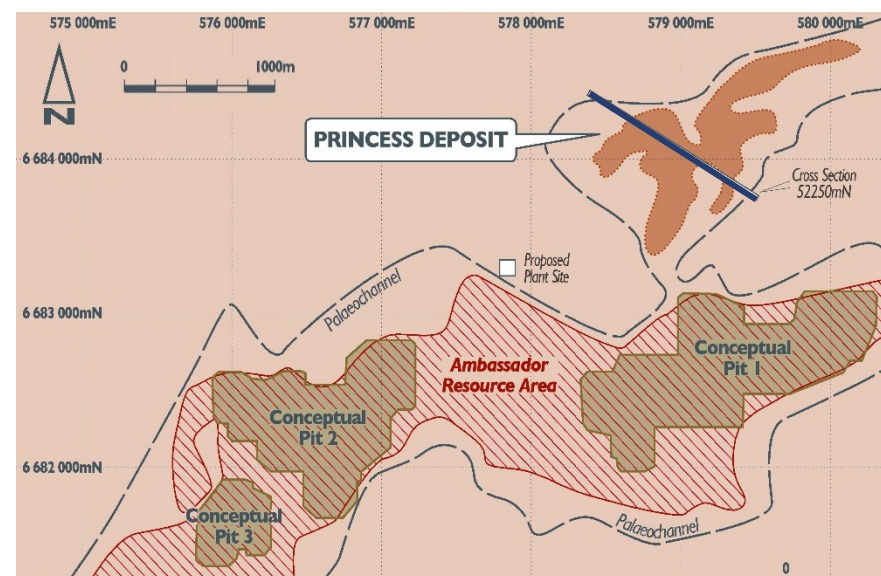 575 000mE 576 000mE 577 000mE 578 000mE 579 000mE 580 000mE
0 1000m
N
PRINCESS DEPOSIT
6 684 000mN
Cross Section
52250mN
Proposed
Plant Site
Palaeochannel
6 683 000mN
Ambassador
Resource Area
Conceptual
Pit 1
Conceptual
Pit 2
6 682 000mN
Conceptual
Pit 3
Palaeochannel
0